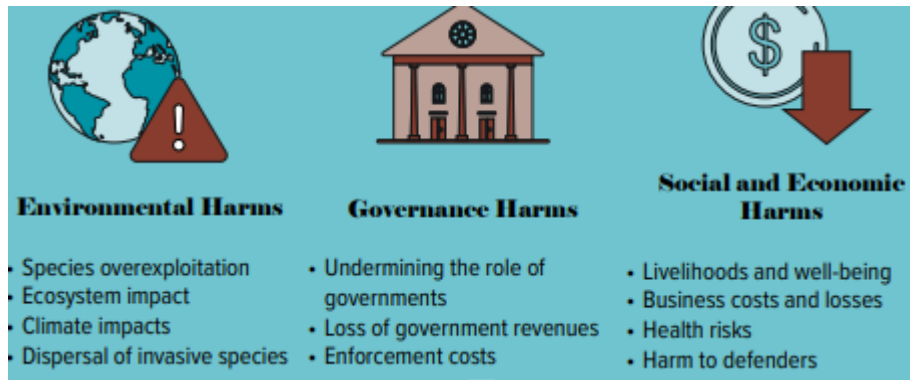 Environmental Harms
• Species overexploitation
• Ecosystem impact
• Climate impacts
• Dispersal of invasive species
Governance Harms
• Undermining the role of
governments
• Loss of government revenues
• Enforcement costs
Social and Economic
Harms
• Livelihoods and well-being
• Business costs and losses
• Health risks
• Harm to defenders